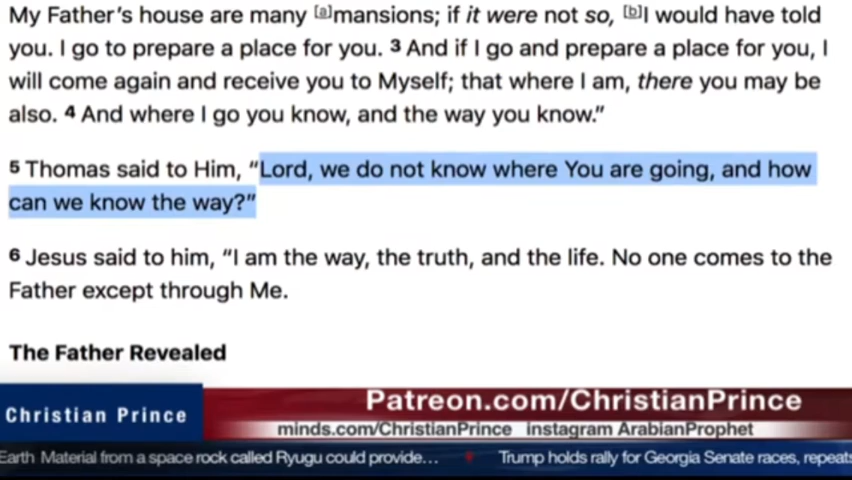 My Father's house are many [a]mansions; if it were not so, [b]I would have told
you. I go to prepare a place for you. 3 And if I go and prepare a place for you, I
will come again and receive you to Myself; that where I am, there you may be
also. 4 And where I go you know, and the way you know.”
5 Thomas said to Him, “Lord, we do not know where You are going, and how
can we know the way?”
6 Jesus said to him, “I am the way, the truth, and the life. No one comes to the
Father except through Me.
The Father Revealed
Christian Prince
Patreon.com/ChristianPrince
minds.com/ChristianPrince instagram ArabianProphet
Earth Material from a space rock called Ryugu could provide... Trump holds rally for Georgia Senate races, repeats